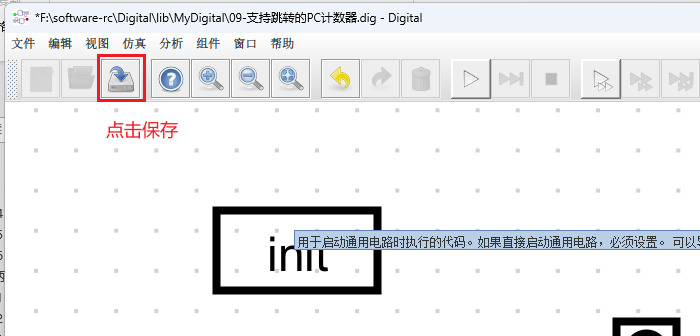 *F:\software-rc\Digital\lib\MyDigital\09-支持跳转的PC计数器.dig - Digital
文件 编辑 视图 仿真 分析 组件 窗口 帮助
点击保存
用于启动通用电路时执行的代码。如果直接启动通用电路，必须设置。 可以
init